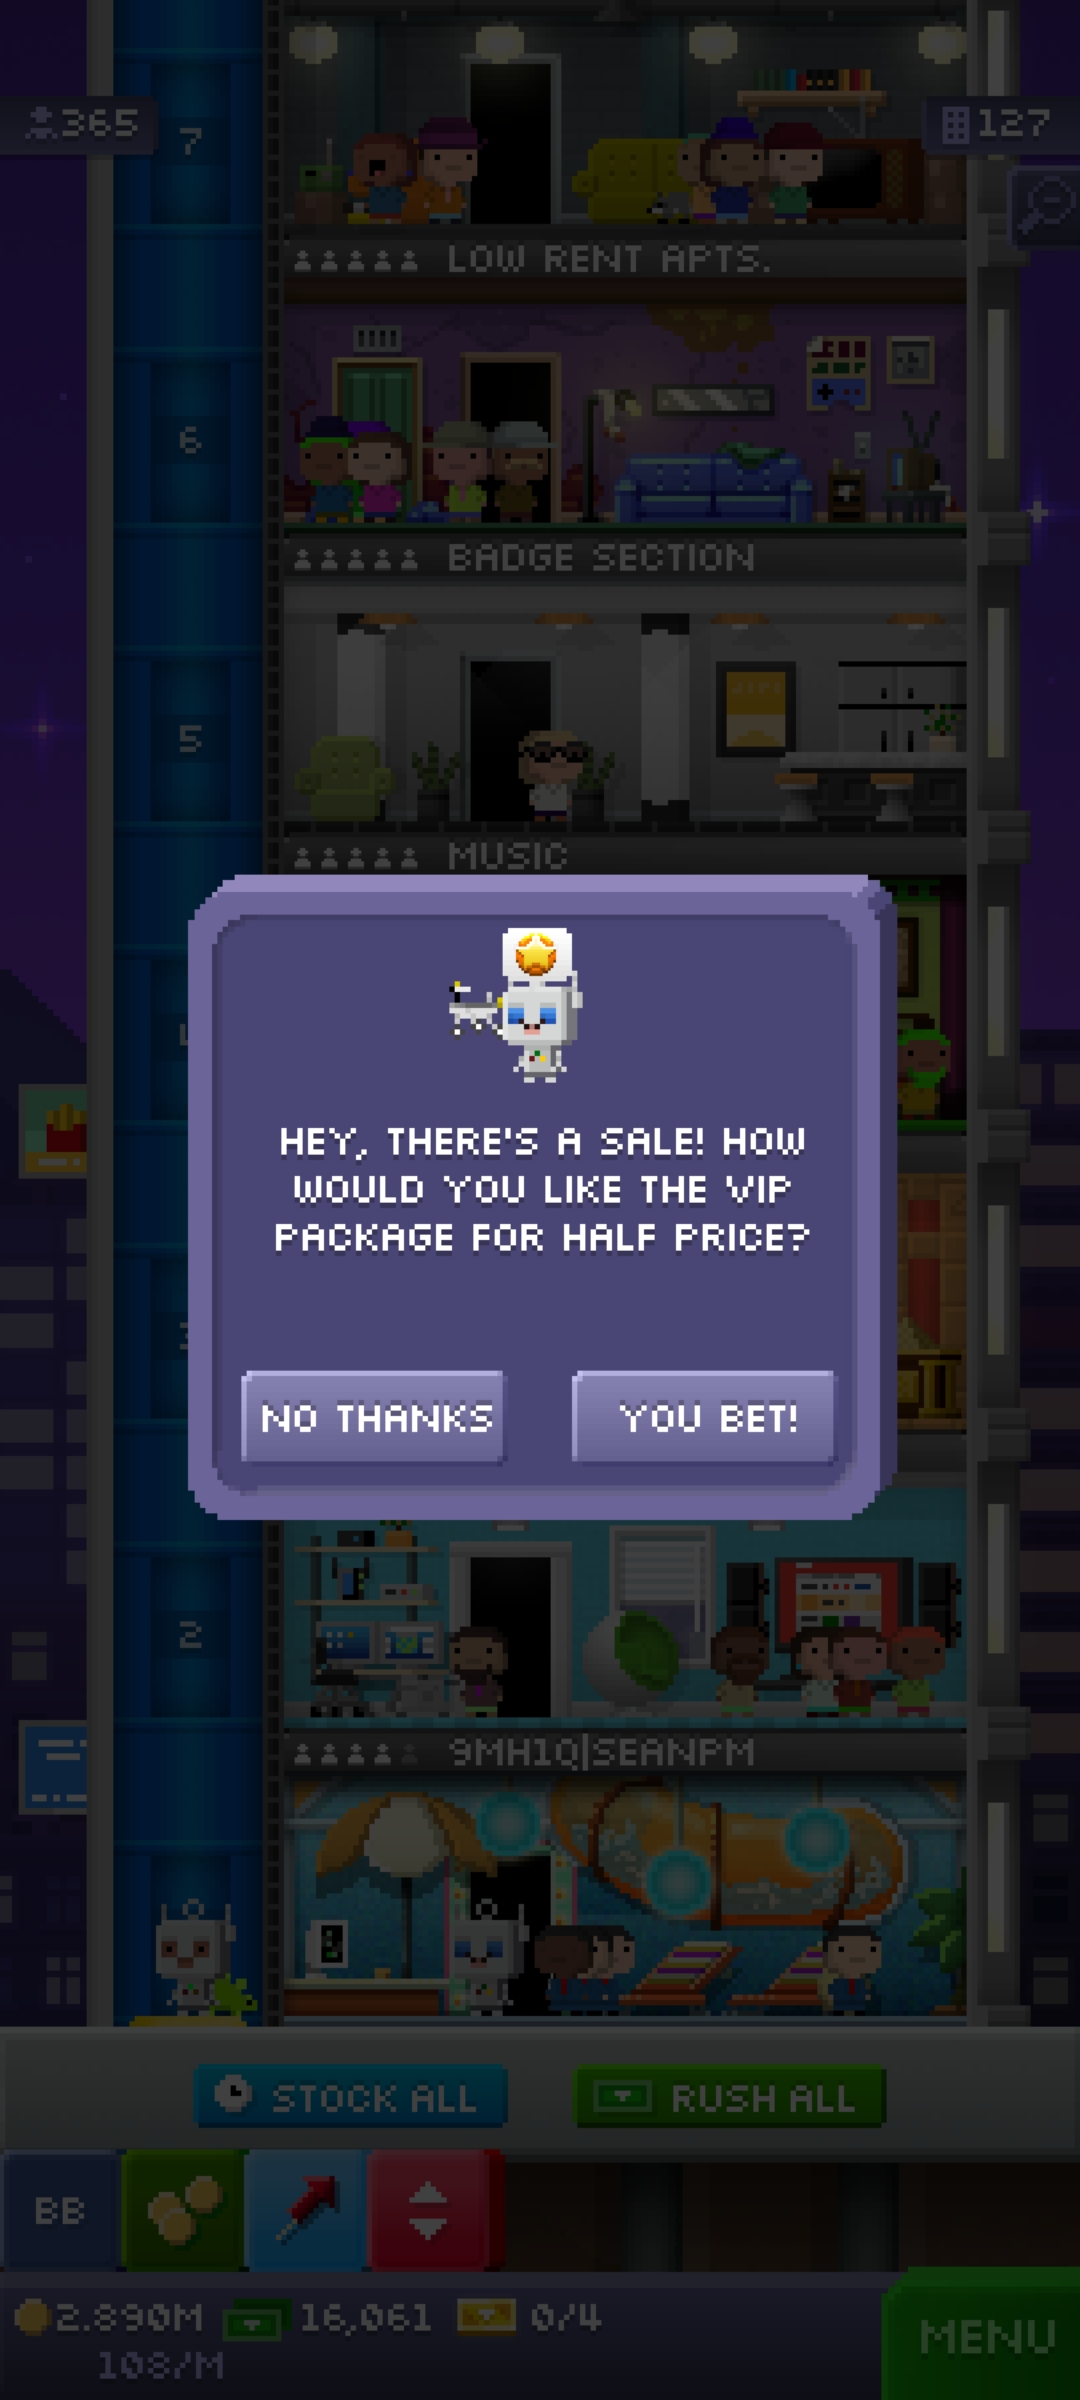 365
7
127
LOW RENT APTS.
6
BADGE SECTION
5
MUSIC
HEY, THERE'S A SALE! HOW
WOULD YOU LIKE THE VIP
PACKAGE FOR HALF PRICE?
NO THANKS
YOU BET!
2
9MH1Q|SEANPM
STOCK ALL
RUSH ALL
BB
2.890M
16,061
0/4
108/M
MENU